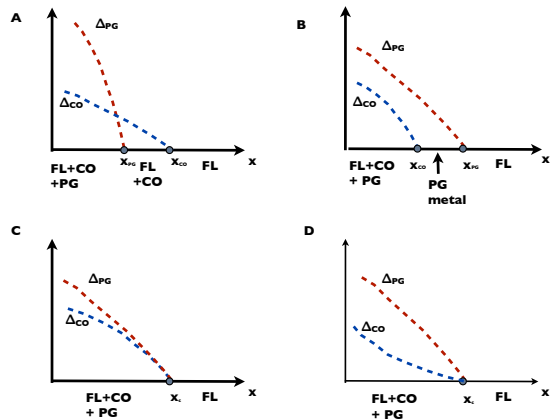 A
ΔPG
ΔCO
xPG FL xCO FL x
FL+CO +CO
+PG
B
ΔPG
ΔCO
xCO xPG FL x
FL+CO
+ PG
PG
metal
C
ΔPG
ΔCO
FL+CO xc FL x
+ PG
D
ΔPG
ΔCO
FL+CO xc FL x
+ PG